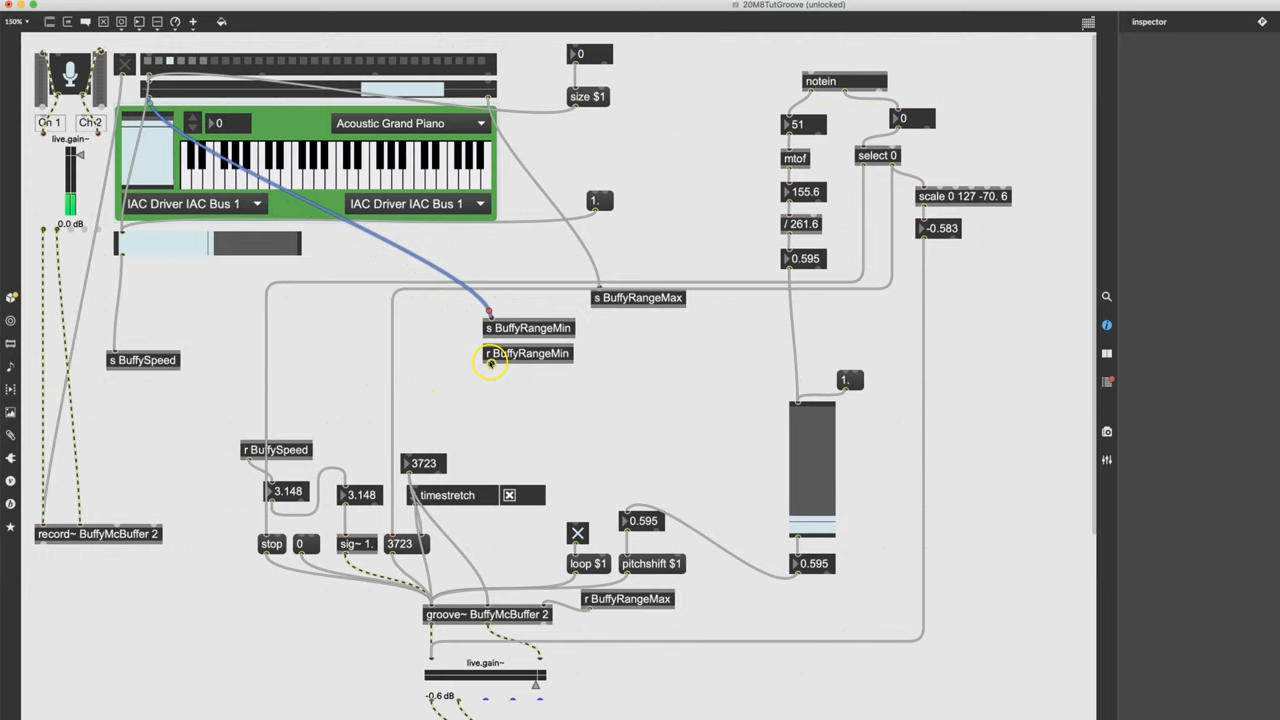 20M8TutGroove (unlocked)
150%
inspector
0
size $1
notein
51
0
mtof
select 0
155.6
scale 0 127 -70. 6
/ 261.6
-0.583
0.595
Ch 1
Ch 2
live.gain~
0.0 dB
0
Acoustic Grand Piano
IAC Driver IAC Bus 1
IAC Driver IAC Bus 1
1.
s BuffyRangeMax
s BuffyRangeMin
r BuffyRangeMin
s BuffySpeed
1.
r BuffySpeed
3723
3.148
3.148
timestretch
0.595
record~ BuffyMcBuffer 2
stop
0
sig~ 1.
3723
loop $1
pitchshift $1
0.595
r BuffyRangeMax
groove~ BuffyMcBuffer 2
live.gain~
-0.6 dB